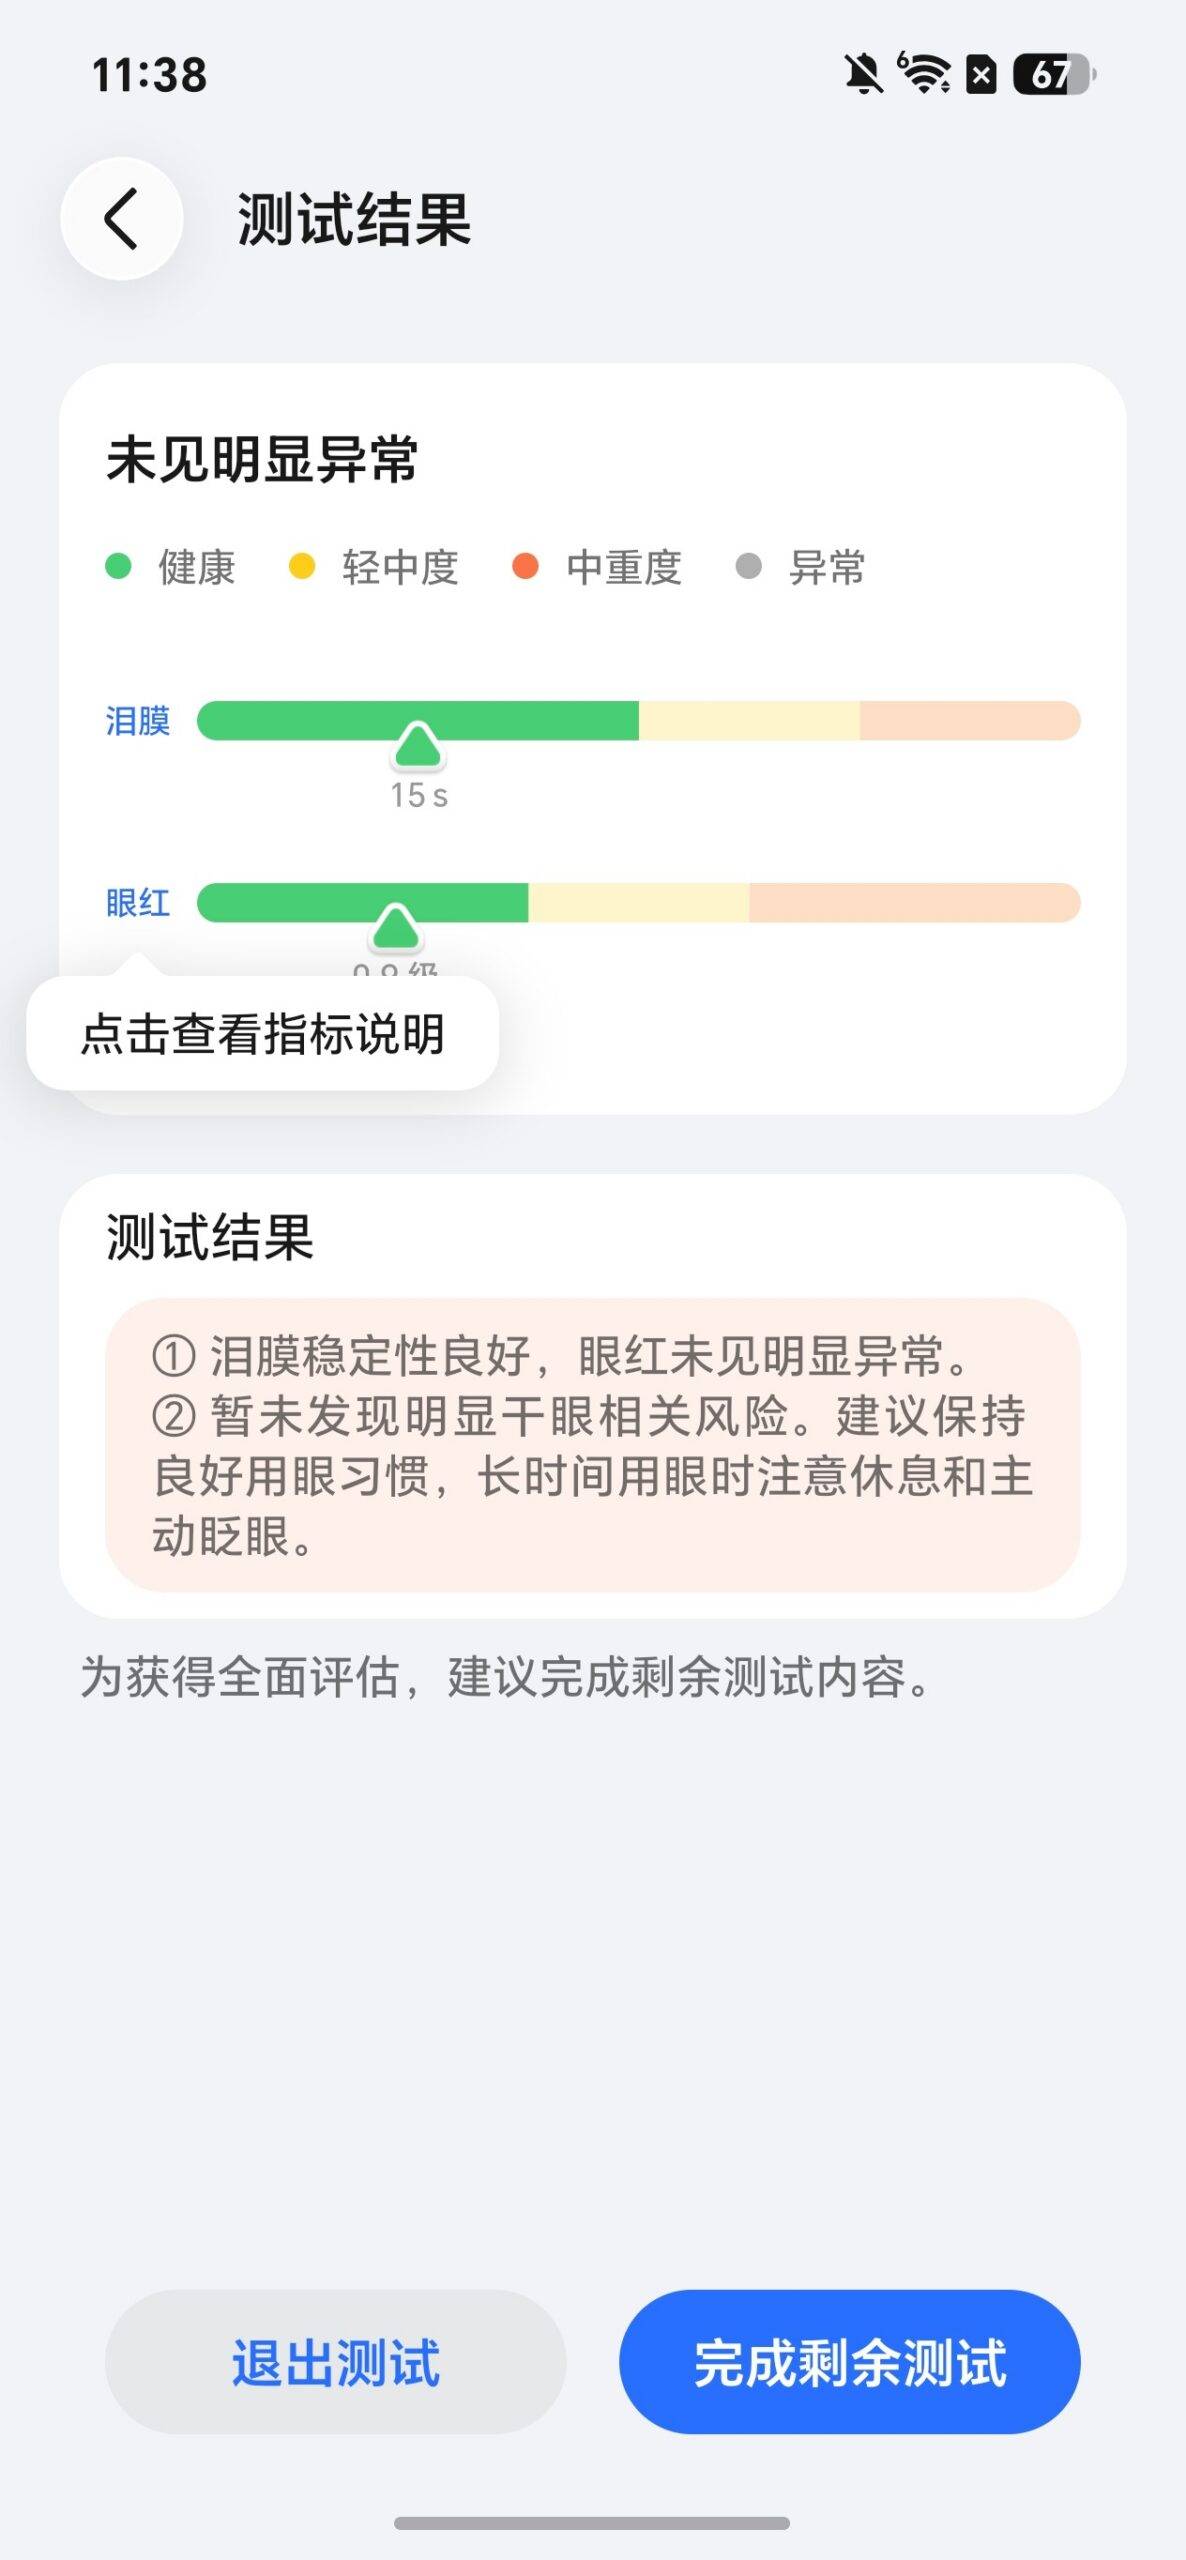 11:38
6
67
测试结果
未见明显异常
健康 轻中度 中重度 异常
泪膜
15s
眼红
点击查看指标说明
测试结果
① 泪膜稳定性良好，眼红未见明显异常。
② 暂未发现明显干眼相关风险。建议保持
良好用眼习惯，长时间用眼时注意休息和主
动眨眼。
为获得全面评估，建议完成剩余测试内容。
退出测试
完成剩余测试